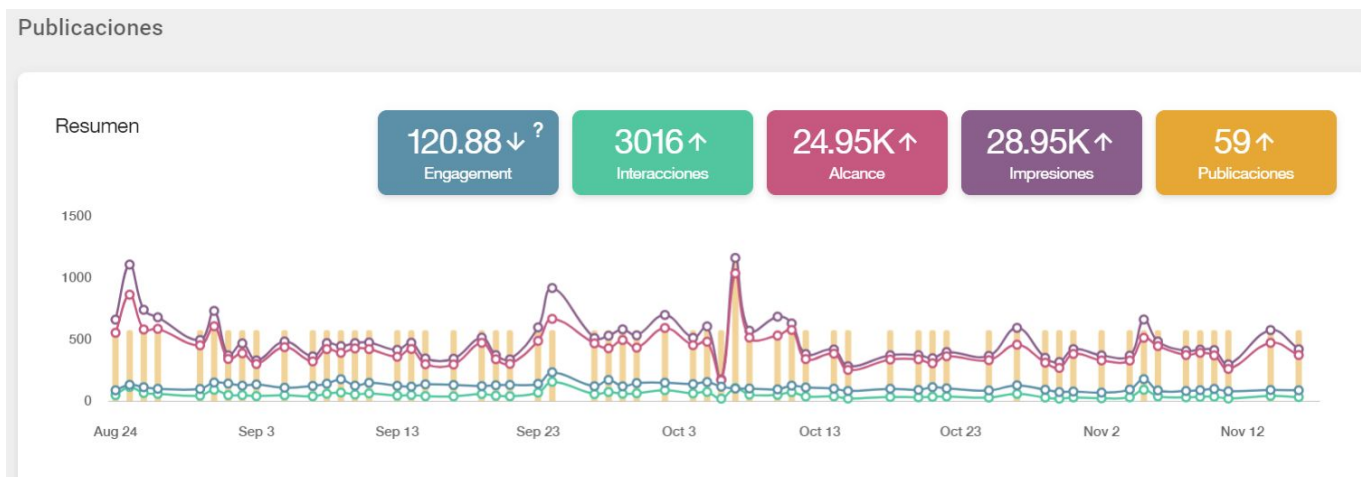 Publicaciones
Resumen
120.88↓ ?
Engagement
3016↑
Interacciones
24.95K↑
Alcance
28.95K↑
Impresiones
59↑
Publicaciones
1500
1000
500
0
Aug 24 Sep 3 Sep 13 Sep 23 Oct 3 Oct 13 Oct 23 Nov 2 Nov 12